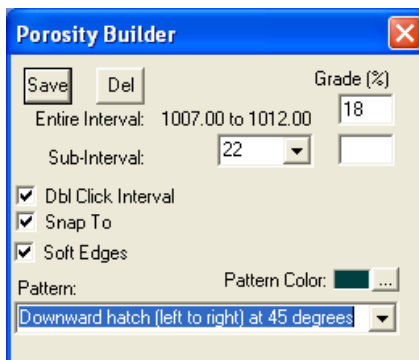 Porosity Builder
Save Del Grade (%)
Entire Interval: 1007.00 to 1012.00 18
Sub-Interval: 22
Dbl Click Interval
Snap To
Soft Edges
Pattern: Pattern Color: ...
Downward hatch (left to right) at 45 degrees